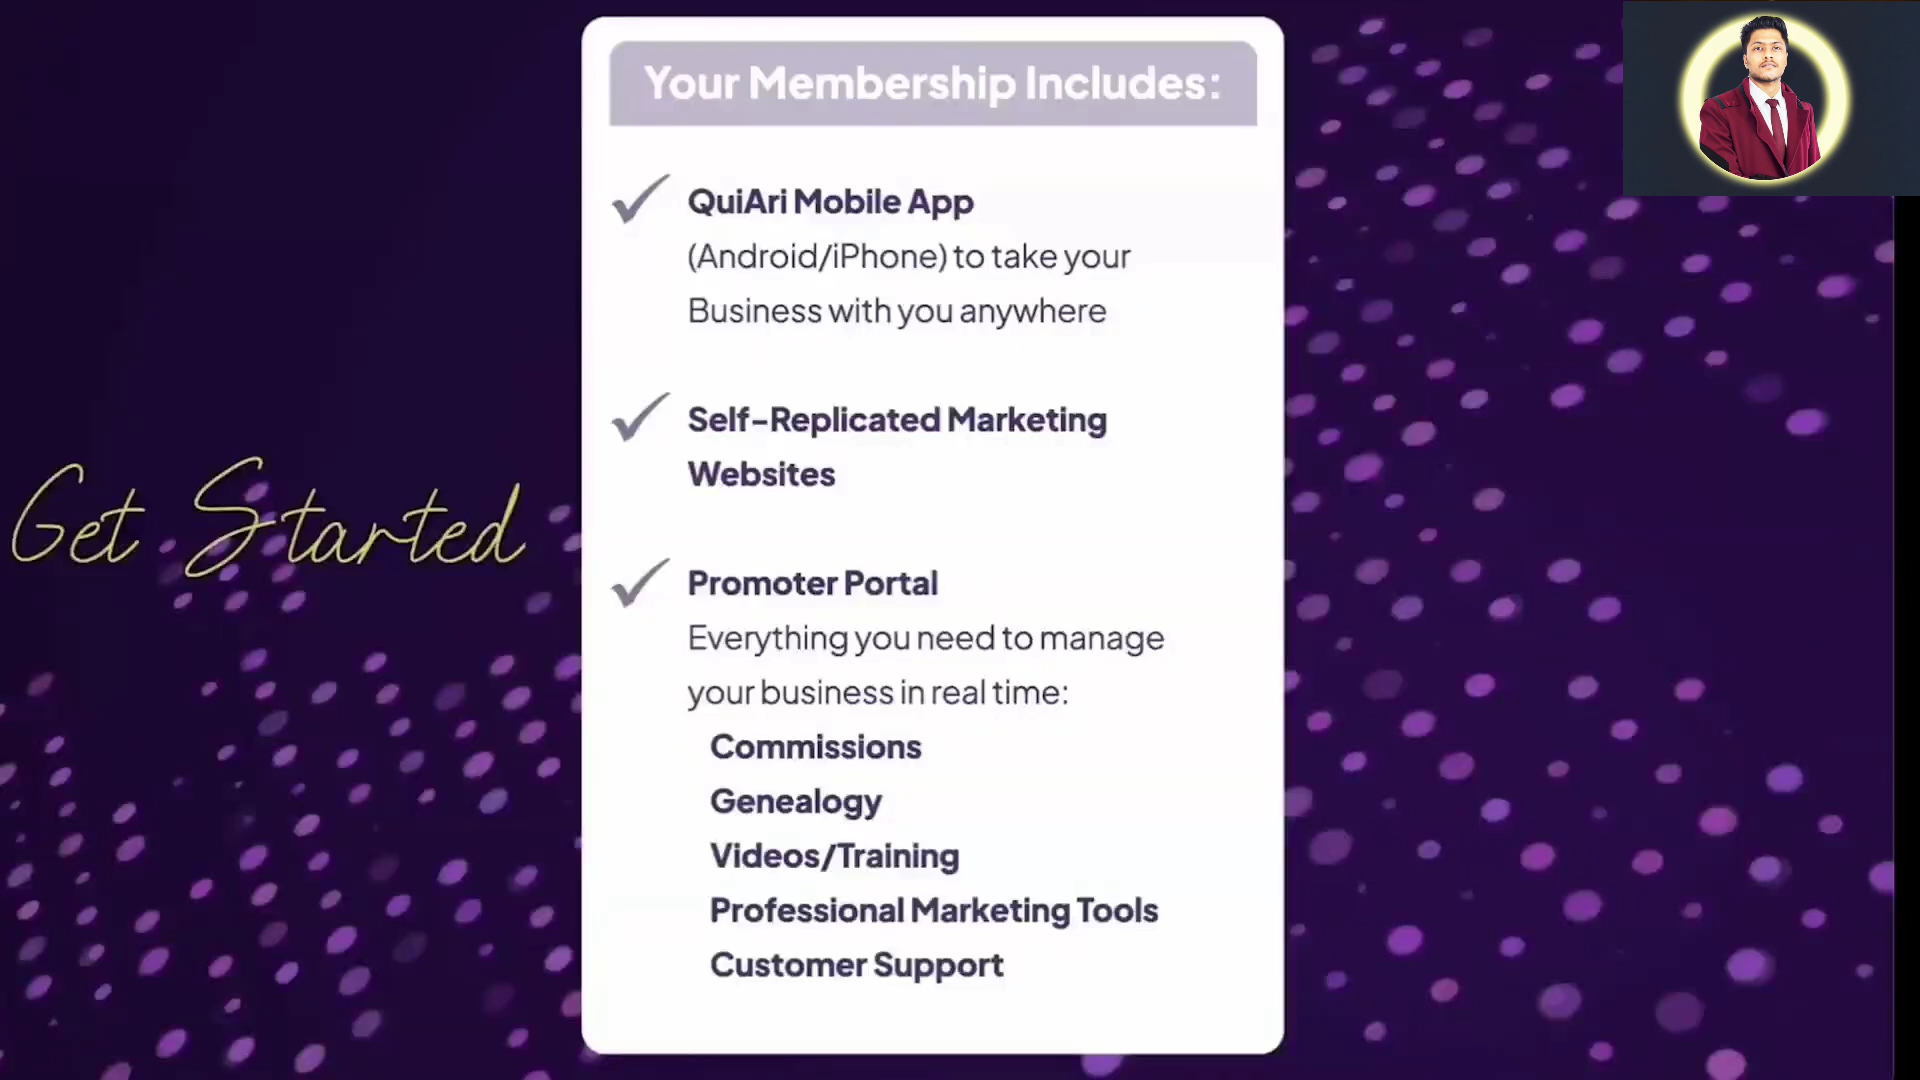 Get Started
Your Membership Includes:
QuiAri Mobile App
(Android/iPhone) to take your
Business with you anywhere
Self-Replicated Marketing
Websites
Promoter Portal
Everything you need to manage
your business in real time:
Commissions
Genealogy
Videos/Training
Professional Marketing Tools
Customer Support